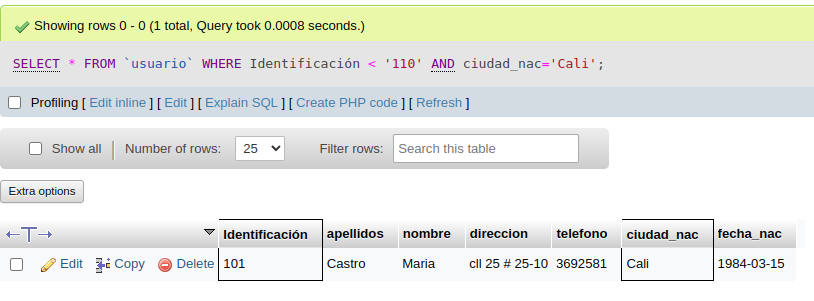 Showing rows 0 - 0 (1 total, Query took 0.0008 seconds.)
SELECT * FROM `usuario` WHERE Identificación < '110' AND ciudad_nac='Cali';
Profiling [ Edit inline ] [ Edit ] [ Explain SQL ] [ Create PHP code ] [ Refresh ]
Show all Number of rows: 25 Filter rows: Search this table
Extra options
Identificación apellidos nombre direccion telefono ciudad_nac fecha_nac
Edit Copy Delete 101 Castro Maria cll 25 # 25-10 3692581 Cali 1984-03-15